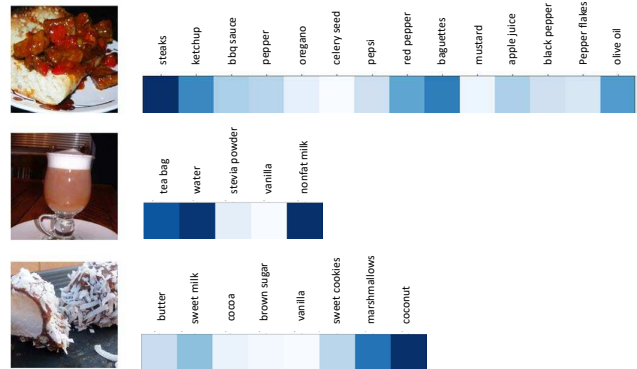 steaks
ketchup
bbq sauce
pepper
oregano
celery seed
pepsi
red pepper
baguettes
mustard
apple juice
black pepper
Pepper flakes
olive oil
tea bag
water
stevia powder
vanilla
nonfat milk
butter
sweet milk
cocoa
brown sugar
vanilla
sweet cookies
marshmallows
coconut